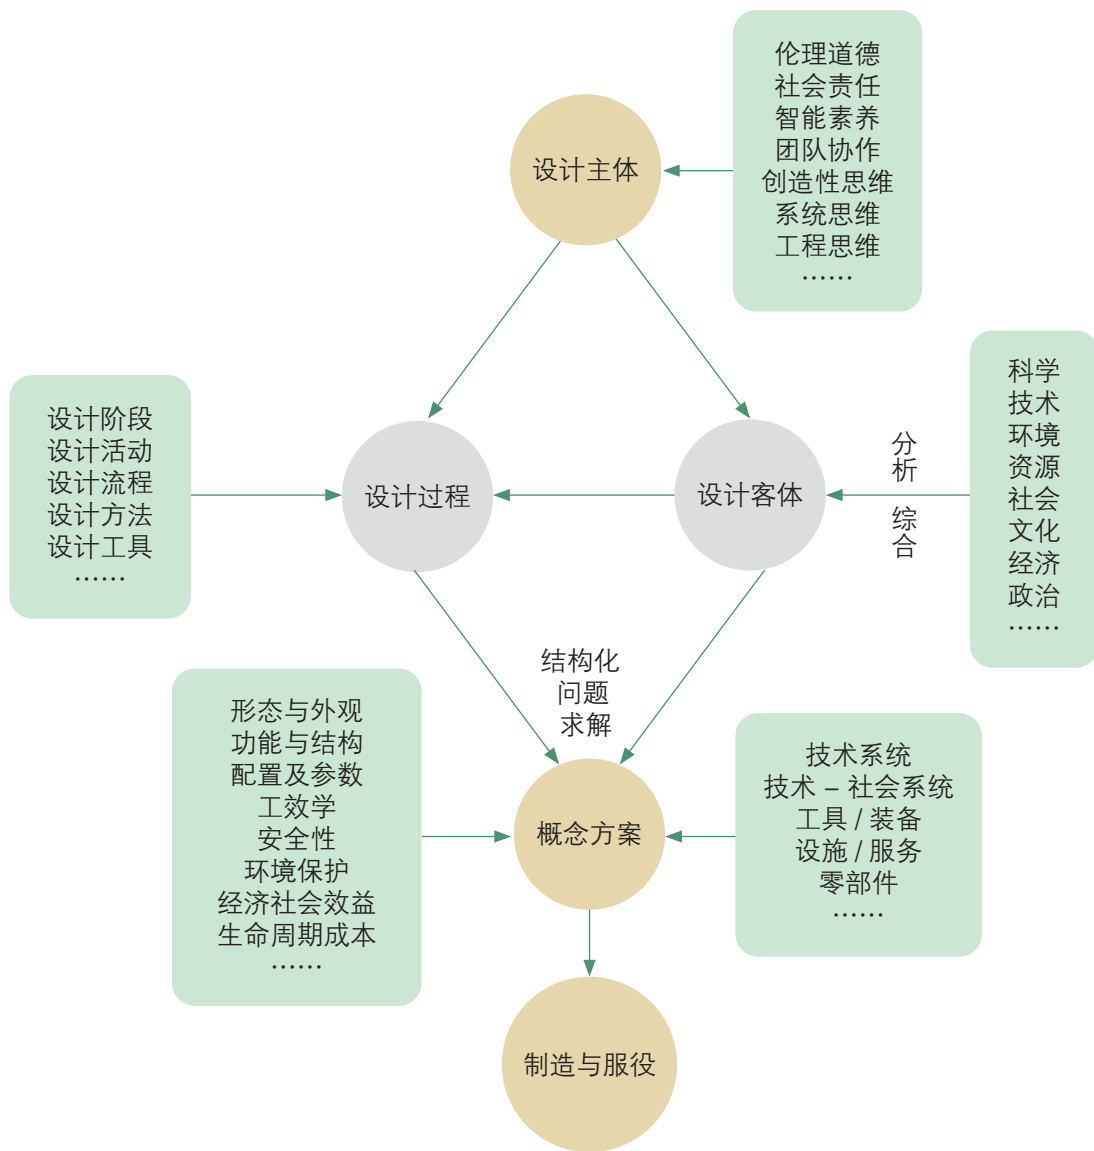 伦理道德
社会责任
智能素养
团队协作
创造性思维
系统思维
工程思维
……
设计主体
科学
技术
环境
资源
社会
文化
经济
政治
……
分析
综合
设计阶段
设计活动
设计流程
设计方法
设计工具
……
设计过程
设计客体
结构化
问题
求解
形态与外观
功能与结构
配置及参数
工效学
安全性
环境保护
经济社会效益
生命周期成本
……
概念方案
技术系统
技术 – 社会系统
工具 / 装备
设施 / 服务
零部件
……
制造与服役